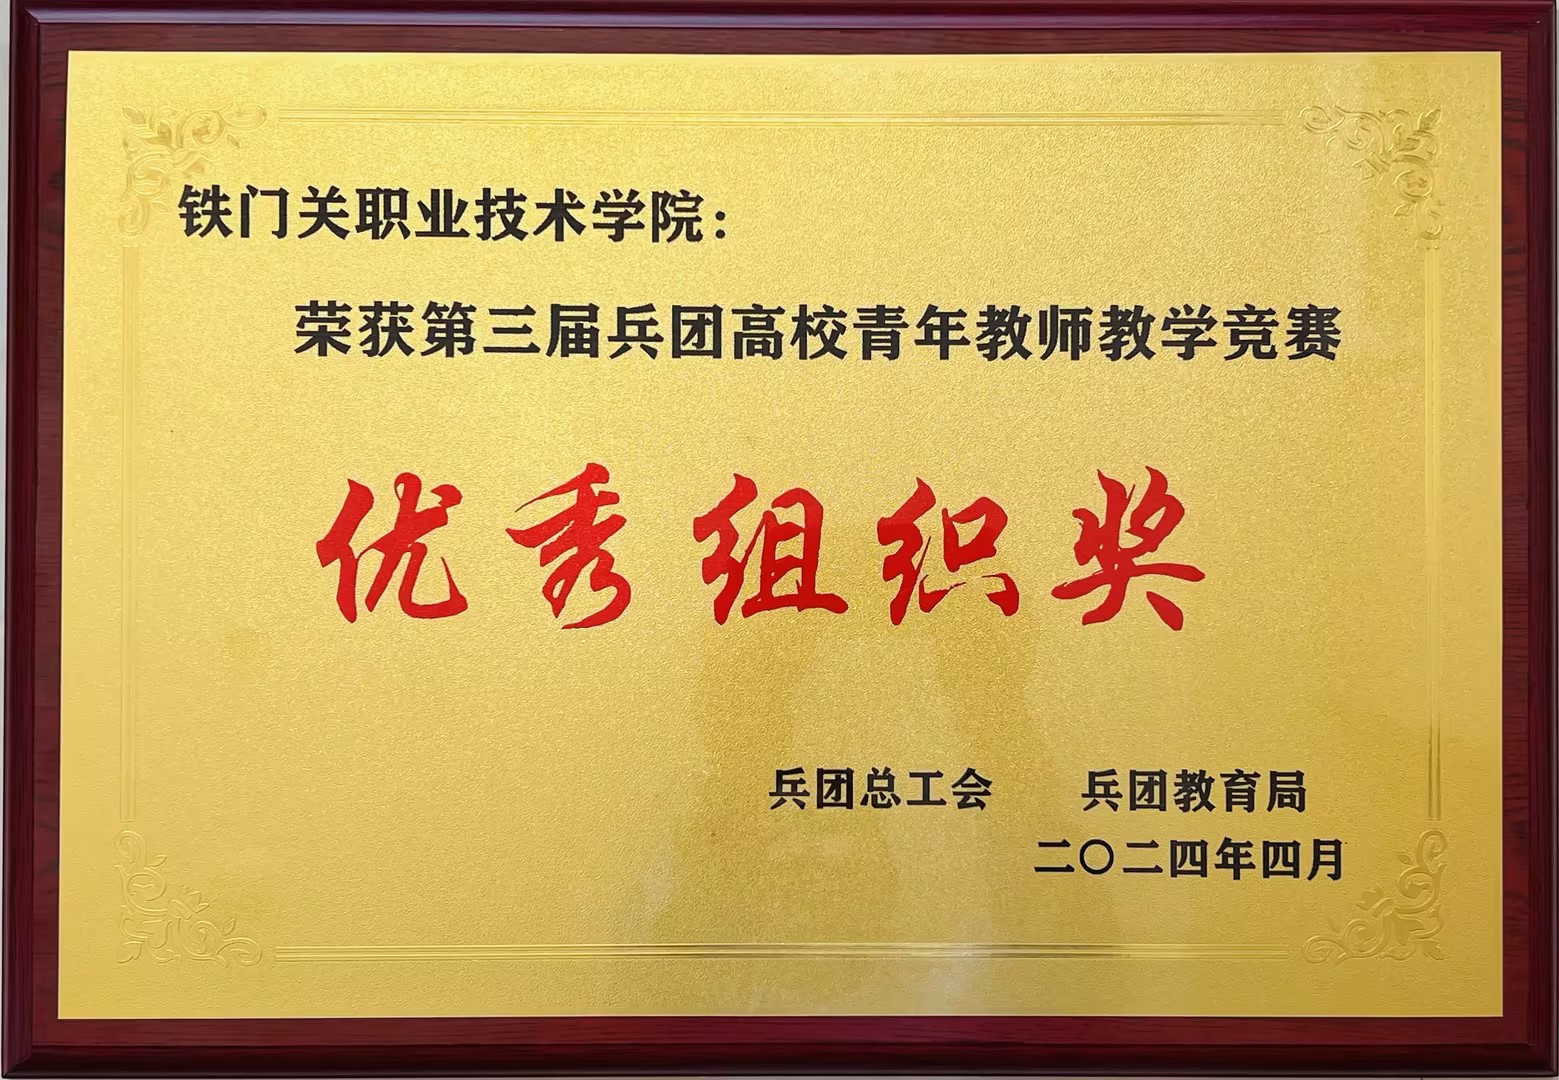 铁门关职业技术学院：
荣获第三届兵团高校青年教师教学竞赛
优秀组织奖
兵团总工会 兵团教育局
二〇二四年四月